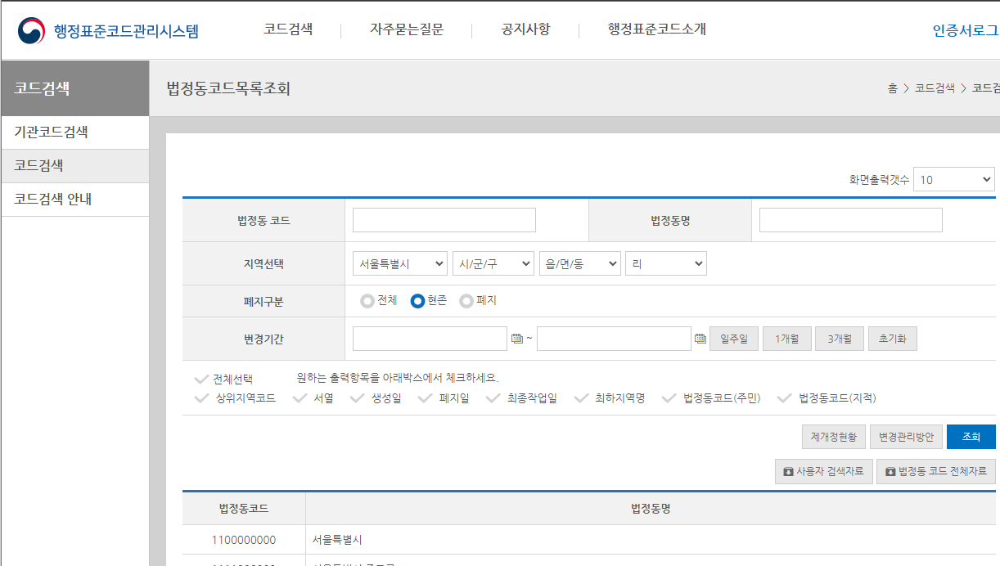 행정표준코드관리시스템 코드검색 자주묻는질문 공지사항 행정표준코드소개 인증서로그
코드검색 법정동코드목록조회 홈 > 코드검색 > 코드검
기관코드검색
코드검색
코드검색 안내
화면출력갯수 10
법정동 코드 법정동명
지역선택 서울특별시 시/군/구 읍/면/동 리
폐지구분 전체 현존 폐지
변경기간 ~ 일주일 1개월 3개월 초기화
전체선택 원하는 출력항목을 아래박스에서 체크하세요.
상위지역코드 서열 생성일 폐지일 최종작업일 최하지역명 법정동코드(주민) 법정동코드(지적)
제개정현황 변경관리방안 조회
사용자 검색자료 법정동 코드 전체자료
법정동코드 법정동명
1100000000 서울특별시